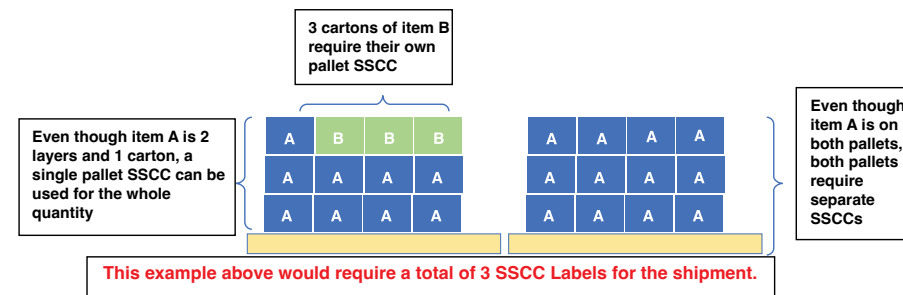 3 cartons of item B
require their own
pallet SSCC
Even though item A is 2
layers and 1 carton, a
single pallet SSCC can be
used for the whole
quantity
A B B B
A A A A
A A A A
A A A A
A A A A
A A A A
Even though
item A is on
both pallets,
both pallets
require
separate
SSCCs
This example above would require a total of 3 SSCC Labels for the shipment.